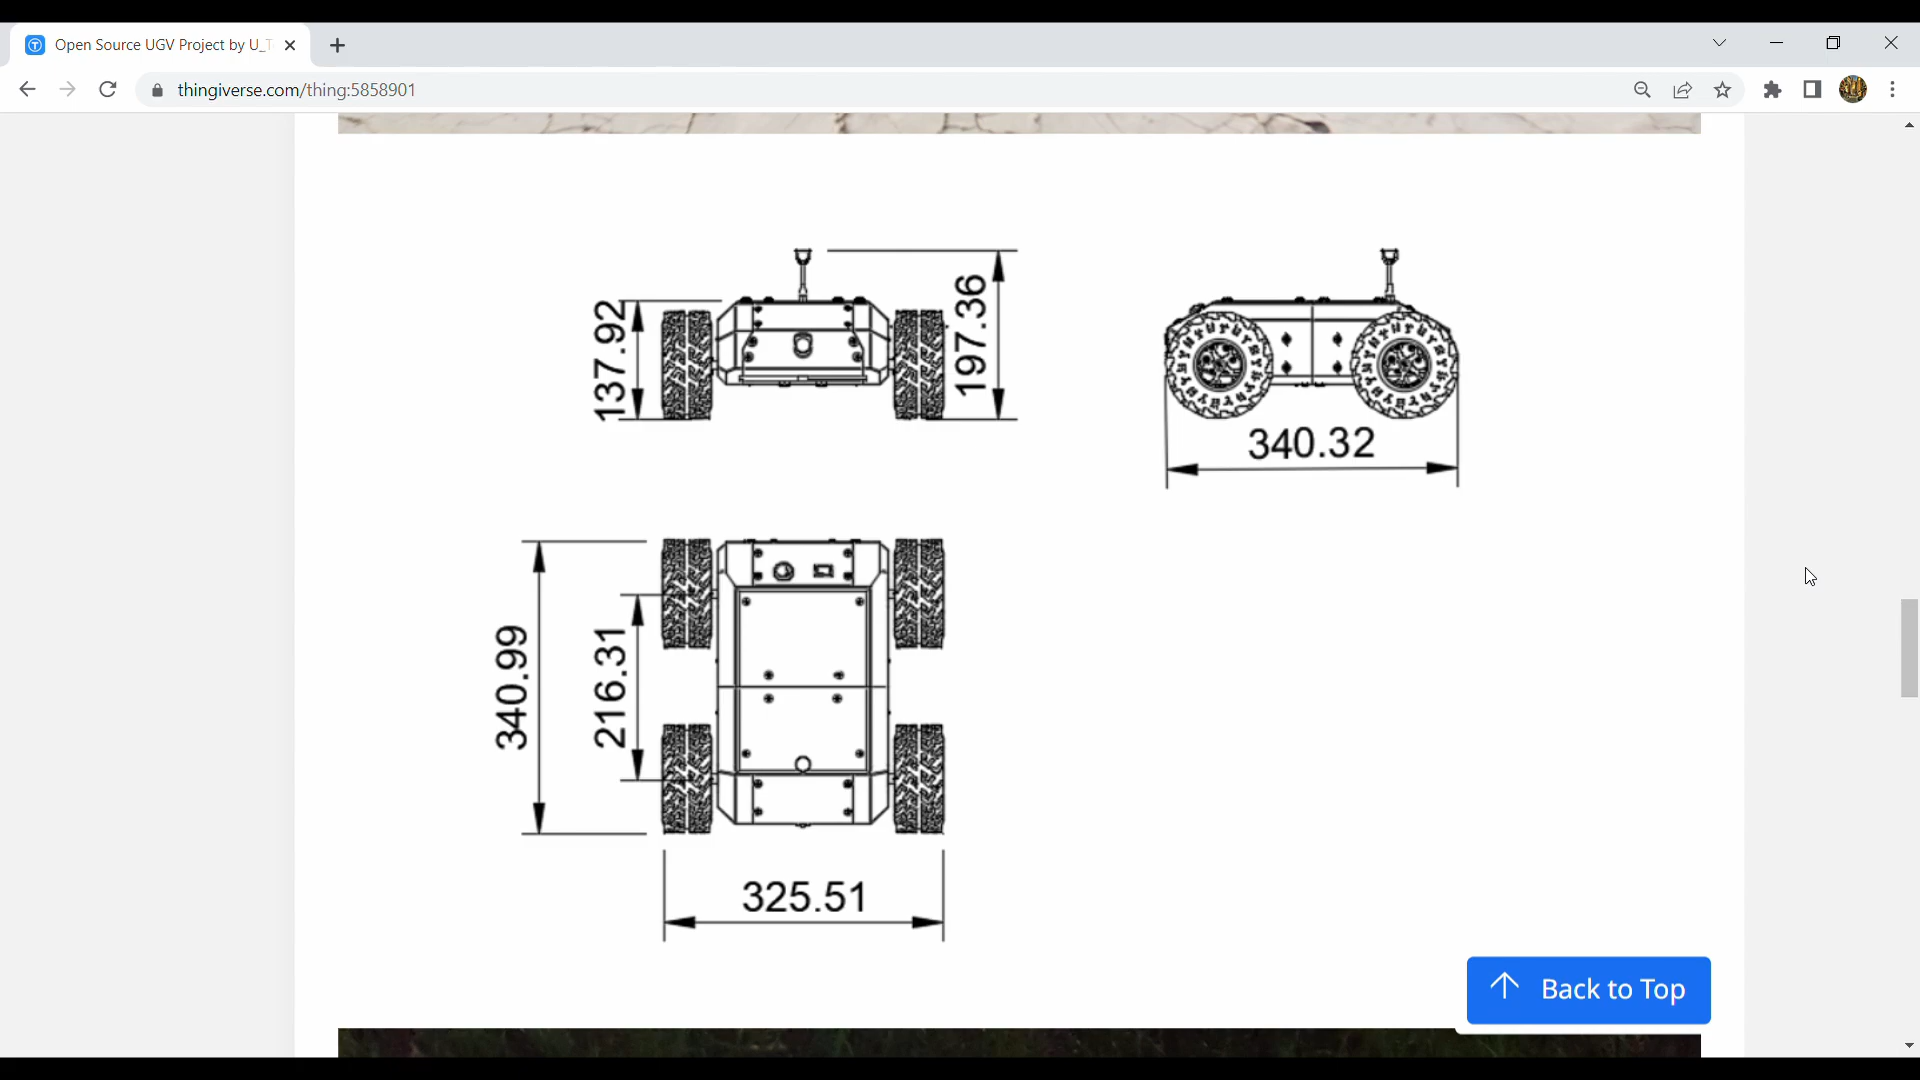 Open Source UGV Project by U_T
thingiverse.com/thing:5858901
137.92
197.36
340.32
340.99
216.31
325.51
Back to Top